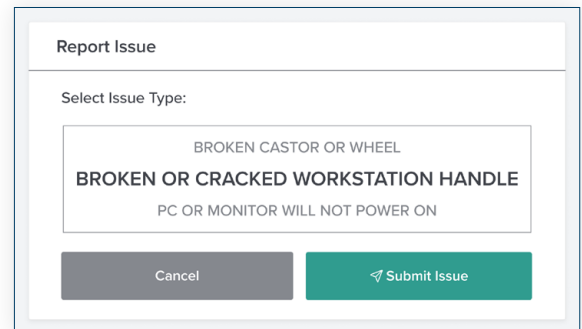 Report Issue
Select Issue Type:
BROKEN CASTOR OR WHEEL
BROKEN OR CRACKED WORKSTATION HANDLE
PC OR MONITOR WILL NOT POWER ON
Cancel
Submit Issue